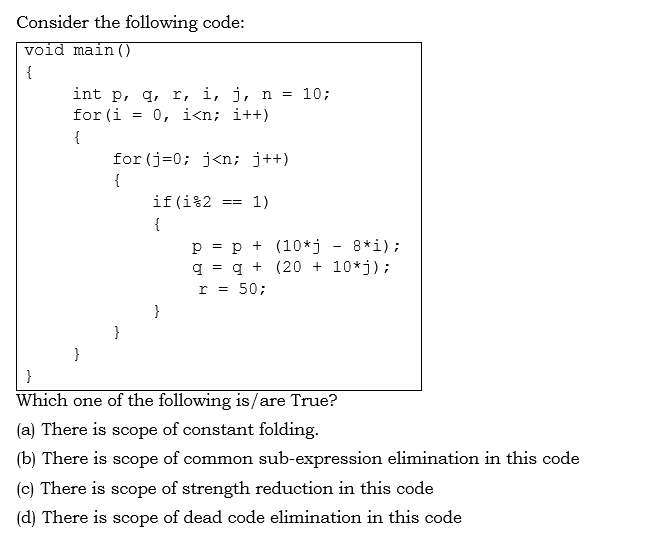 Consider the following code:
void main()
{
int p, q, r, i, j, n = 10;
for(i = 0, i<n; i++)
{
for(j=0; j<n; j++)
{
if(i%2 == 1)
{
p = p + (10*j - 8*i);
q = q + (20 + 10*j);
r = 50;
}
}
}
}
Which one of the following is/are True?
(a) There is scope of constant folding.
(b) There is scope of common sub-expression elimination in this code
(c) There is scope of strength reduction in this code
(d) There is scope of dead code elimination in this code